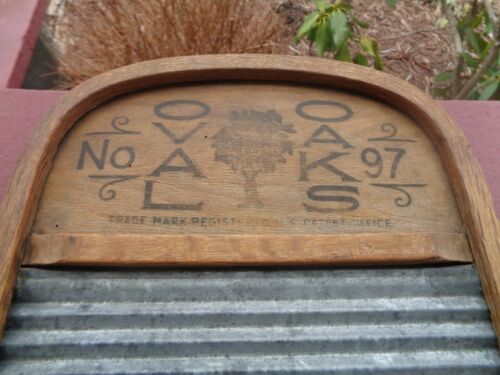 No.
OVAL
OAKS
97
TRADE MARK REGISTERED U.S. PATENT OFFICE